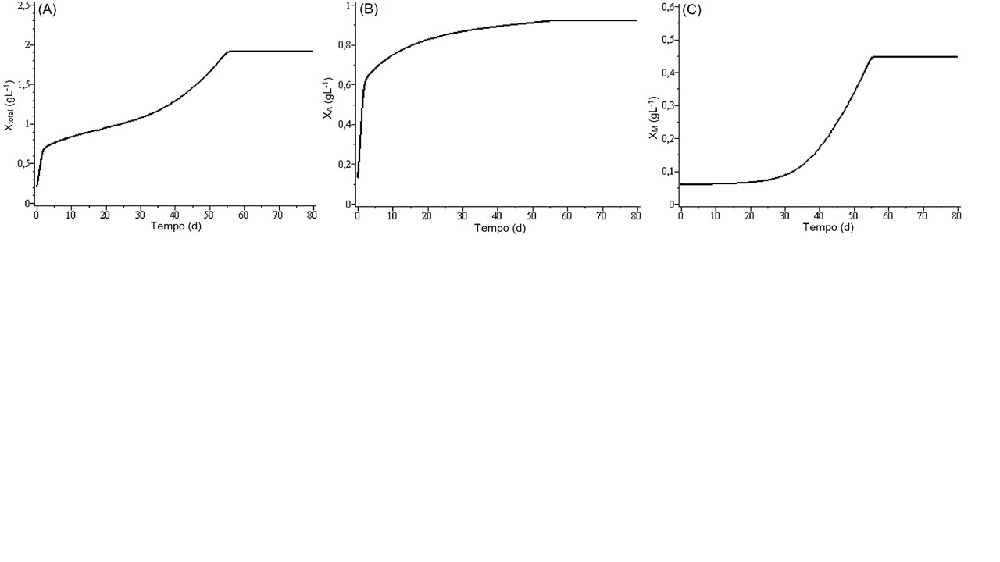 (A)
2,5
2
1,5
1
0,5
0
Xtotal (gL-1)
0 10 20 30 40 50 60 70 80
Tempo (d)
(B)
1
0,8
0,6
0,4
0,2
0
XA (gL-1)
0 10 20 30 40 50 60 70 80
Tempo (d)
(C)
0,6
0,5
0,4
0,3
0,2
0,1
0
XM (gL-1)
0 10 20 30 40 50 60 70 80
Tempo (d)